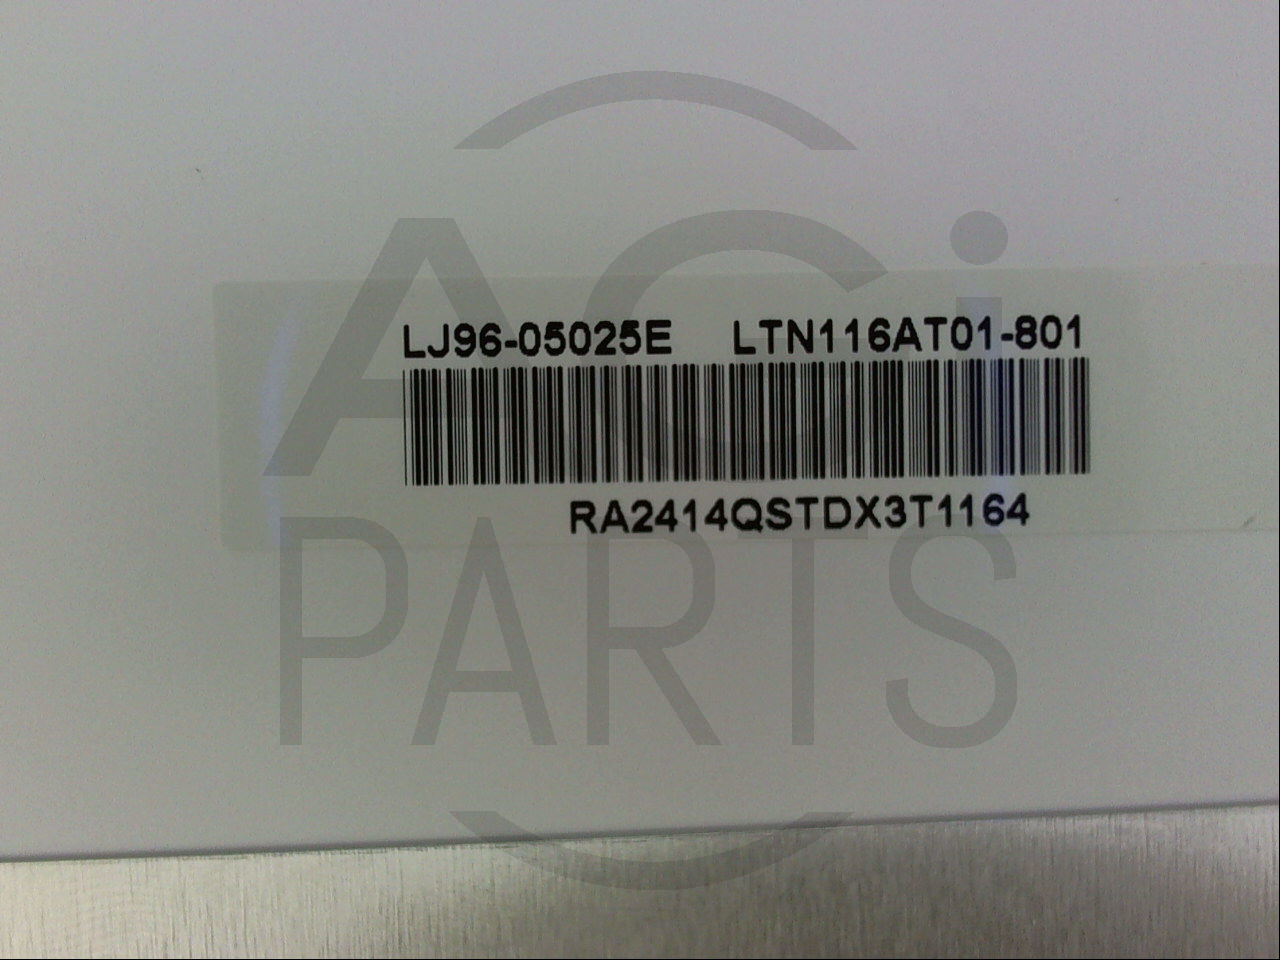 ACi
LJ96-05025E LTN116AT01-801
RA2414QSTDX3T1164
PARTS